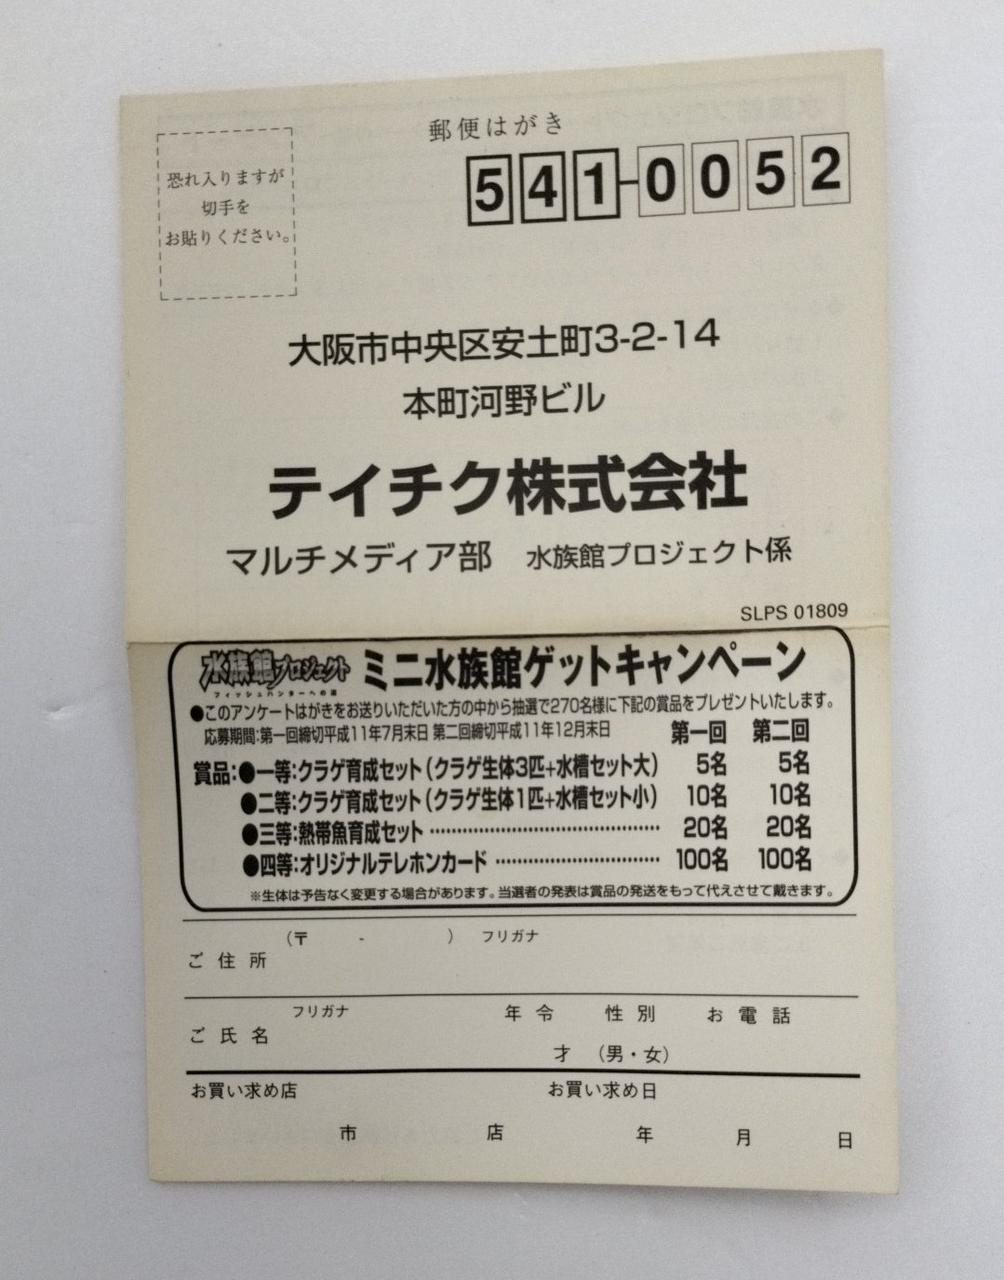 郵便はがき
541-0052
恐れ入りますが
切手を
お貼りください。
大阪市中央区安土町3-2-14
本町河野ビル
テイチク株式会社
マルチメディア部 水族館プロジェクト係
SLPS 01809
水族館プロジェクト ミニ水族館ゲットキャンペーン
フィッシュハンターへの道
●このアンケートはがきをお送りいただいた方の中から抽選で270名様に下記の賞品をプレゼントいたします。
応募期間:第一回締切平成11年7月末日 第二回締切平成11年12月末日 第一回 第二回
賞品:●一等:クラゲ育成セット(クラゲ生体3匹+水槽セット大) 5名 5名
●二等:クラゲ育成セット(クラゲ生体1匹+水槽セット小) 10名 10名
●三等:熱帯魚育成セット ………………………… 20名 20名
●四等:オリジナルテレホンカード ………………… 100名 100名
※生体は予告なく変更する場合があります。当選者の発表は賞品の発送をもって代えさせて戴きます。
(〒 - ) フリガナ
ご住所
フリガナ 年令 性別 お電話
ご氏名
才 (男・女)
お買い求め店 お買い求め日
市 店 年 月 日